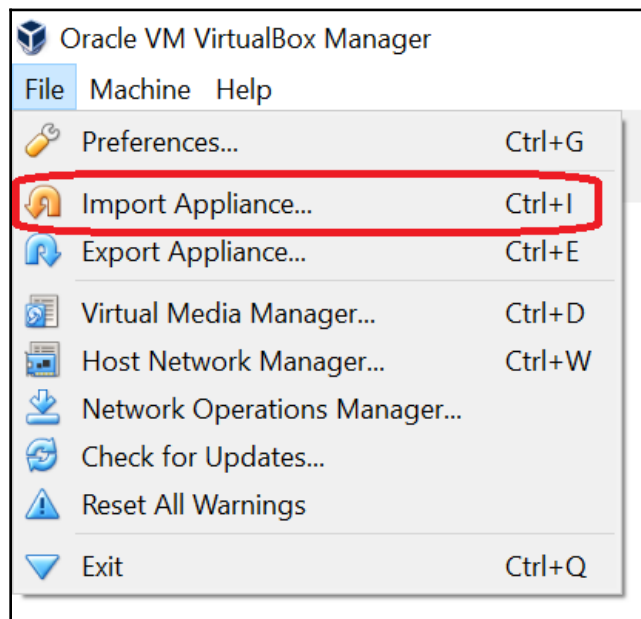 Oracle VM VirtualBox Manager
File Machine Help
Preferences... Ctrl+G
Import Appliance... Ctrl+I
Export Appliance... Ctrl+E
Virtual Media Manager... Ctrl+D
Host Network Manager... Ctrl+W
Network Operations Manager...
Check for Updates...
Reset All Warnings
Exit Ctrl+Q